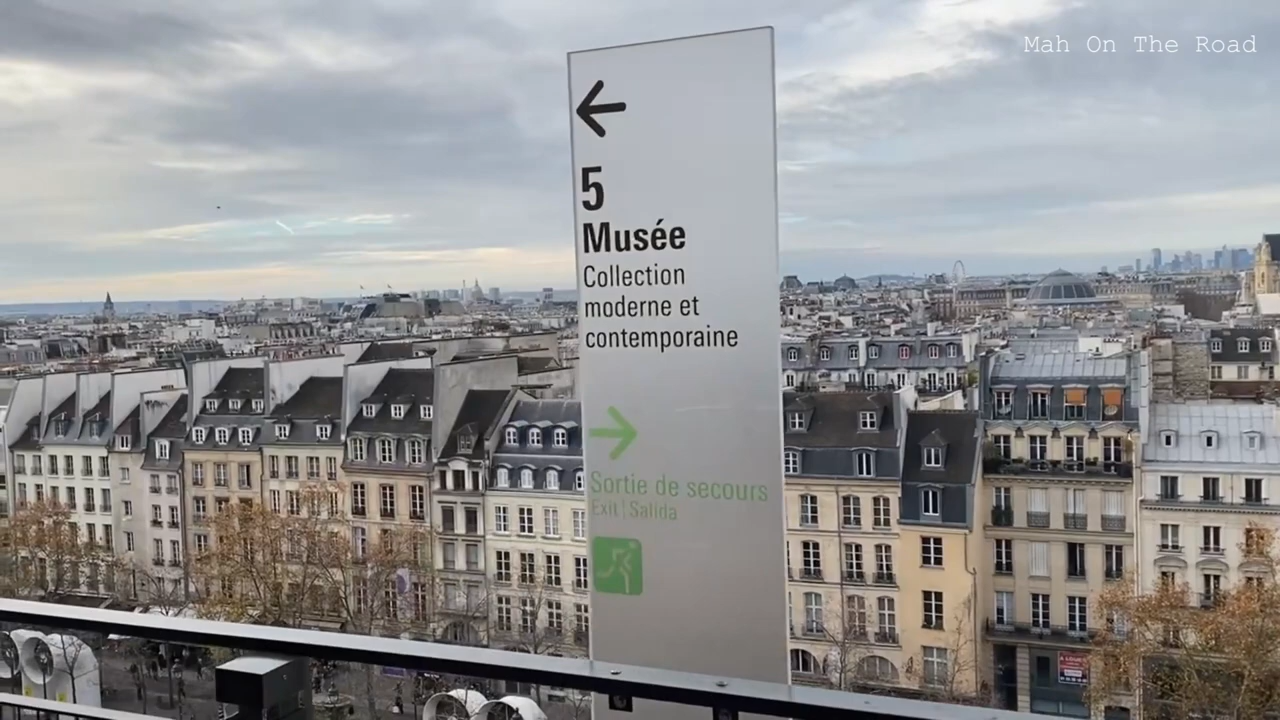 Mah On The Road
5
Musée
Collection
moderne et
contemporaine
Sortie de secours
Exit | Salida